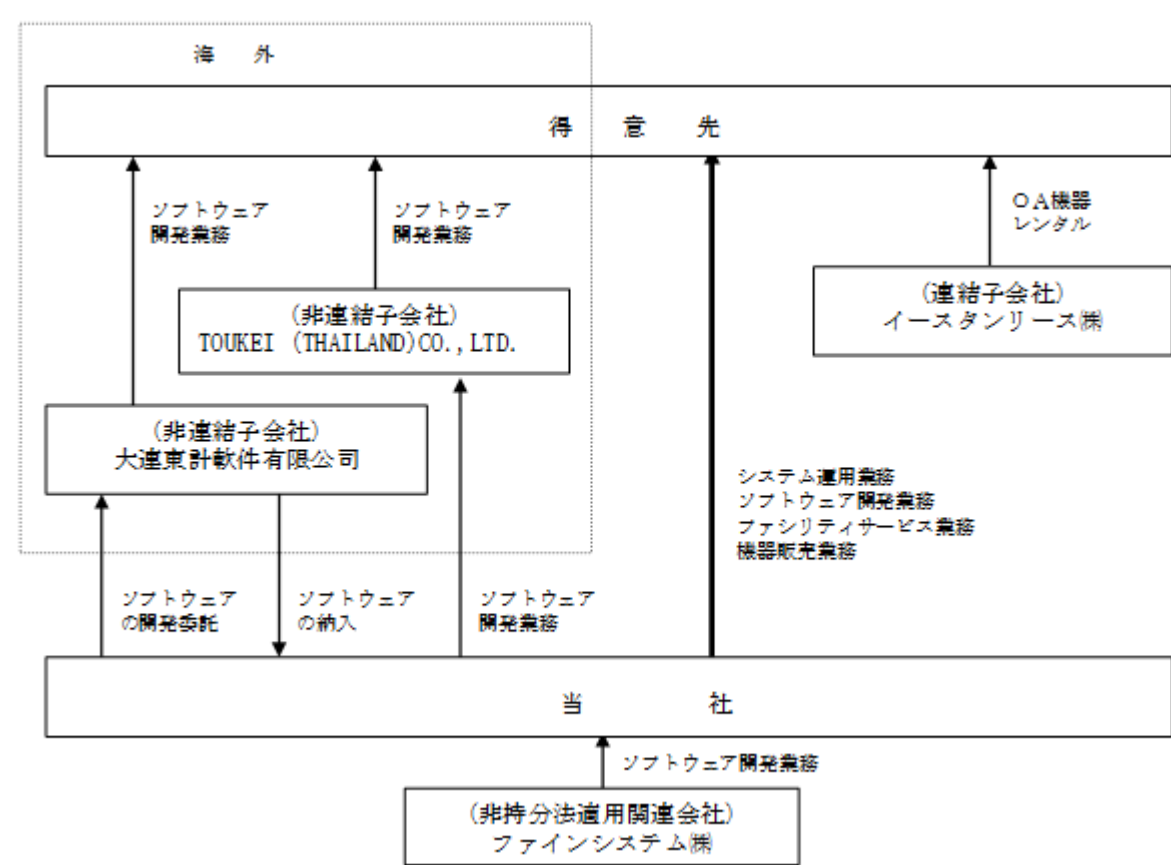 海 外
得 意 先
ソフトウェア
開発業務
ソフトウェア
開発業務
ＯＡ機器
レンタル
(非連結子会社)
TOUKEI (THAILAND)CO.,LTD.
(連結子会社)
イースタンリース㈱
(非連結子会社)
大連東計軟件有限公司
システム運用業務
ソフトウェア開発業務
ファシリティサービス業務
機器販売業務
ソフトウェア
の開発委託
ソフトウェア
の納入
ソフトウェア
開発業務
当 社
ソフトウェア開発業務
(非持分法適用関連会社)
ファインシステム㈱